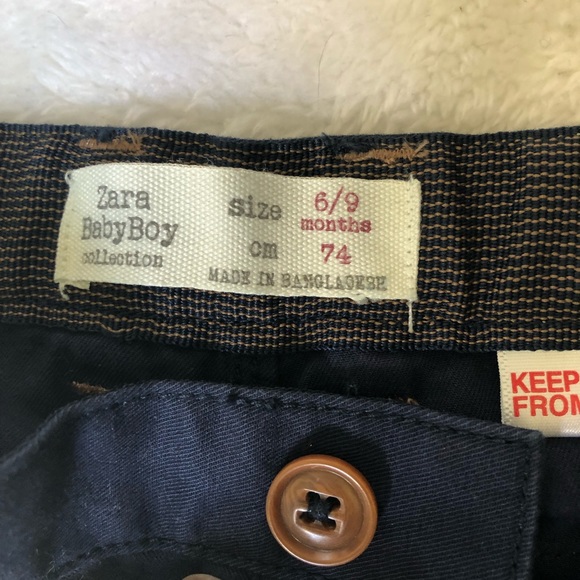 Zara
BabyBoy
collection
size 6/9
months
cm 74
MADE IN BANGLADESH
KEEP
FROM